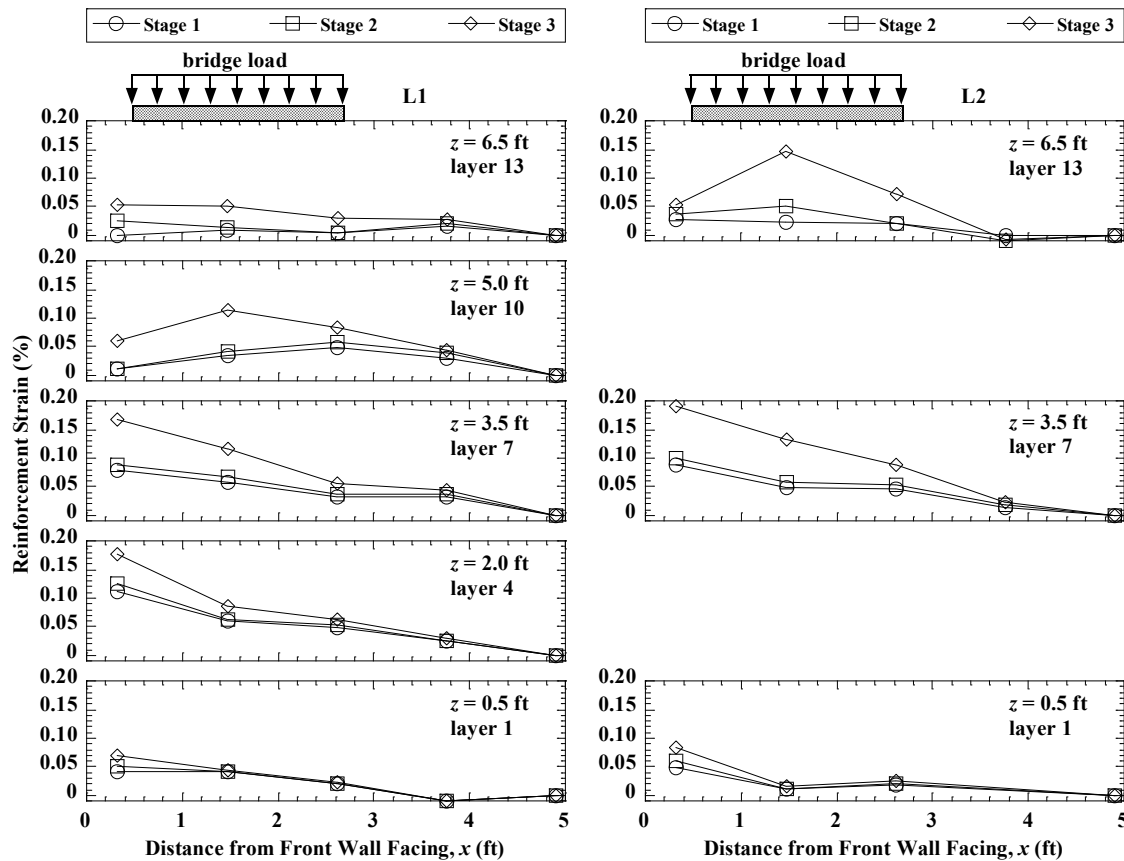 Stage 1 Stage 2 Stage 3
bridge load
L1
0.20
0.15
0.10
0.05
0
z = 6.5 ft
layer 13
0.20
0.15
0.10
0.05
0
z = 5.0 ft
layer 10
0.20
0.15
0.10
0.05
0
z = 3.5 ft
layer 7
0.20
0.15
0.10
0.05
0
z = 2.0 ft
layer 4
0.20
0.15
0.10
0.05
0
z = 0.5 ft
layer 1
0 1 2 3 4 5
Distance from Front Wall Facing, x (ft)
Reinforcement Strain (%)
Stage 1 Stage 2 Stage 3
bridge load
L2
0.20
0.15
0.10
0.05
0
z = 6.5 ft
layer 13
0.20
0.15
0.10
0.05
0
z = 3.5 ft
layer 7
0.20
0.15
0.10
0.05
0
z = 0.5 ft
layer 1
0 1 2 3 4 5
Distance from Front Wall Facing, x (ft)